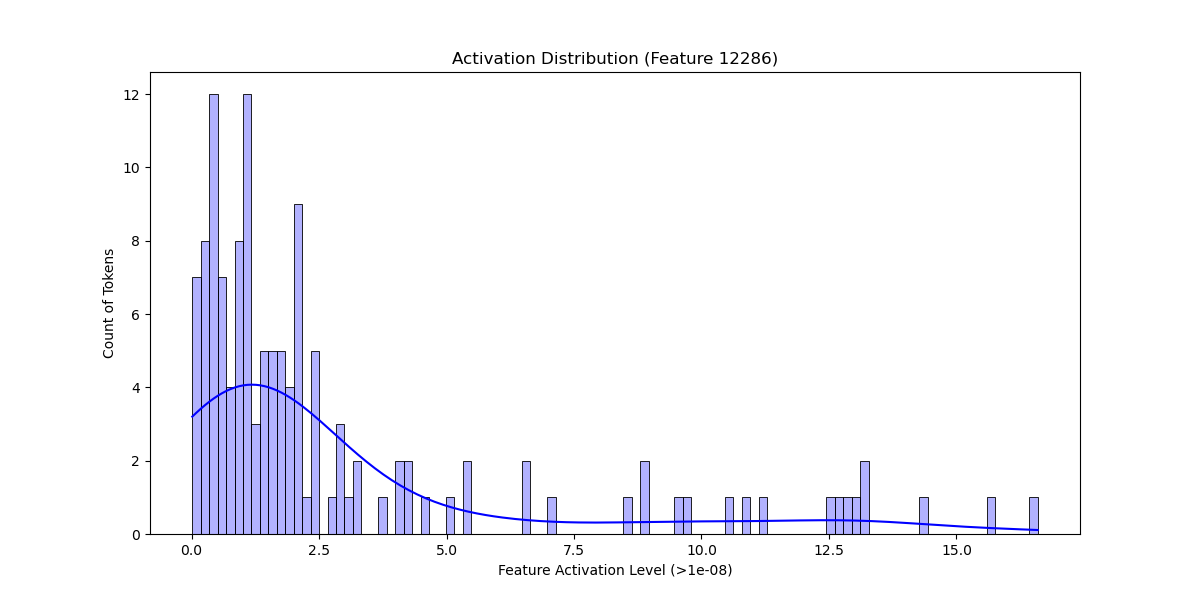 Activation Distribution (Feature 12286)
12
10
8
6
4
2
0
Count of Tokens
0.0 2.5 5.0 7.5 10.0 12.5 15.0
Feature Activation Level (>1e-08)